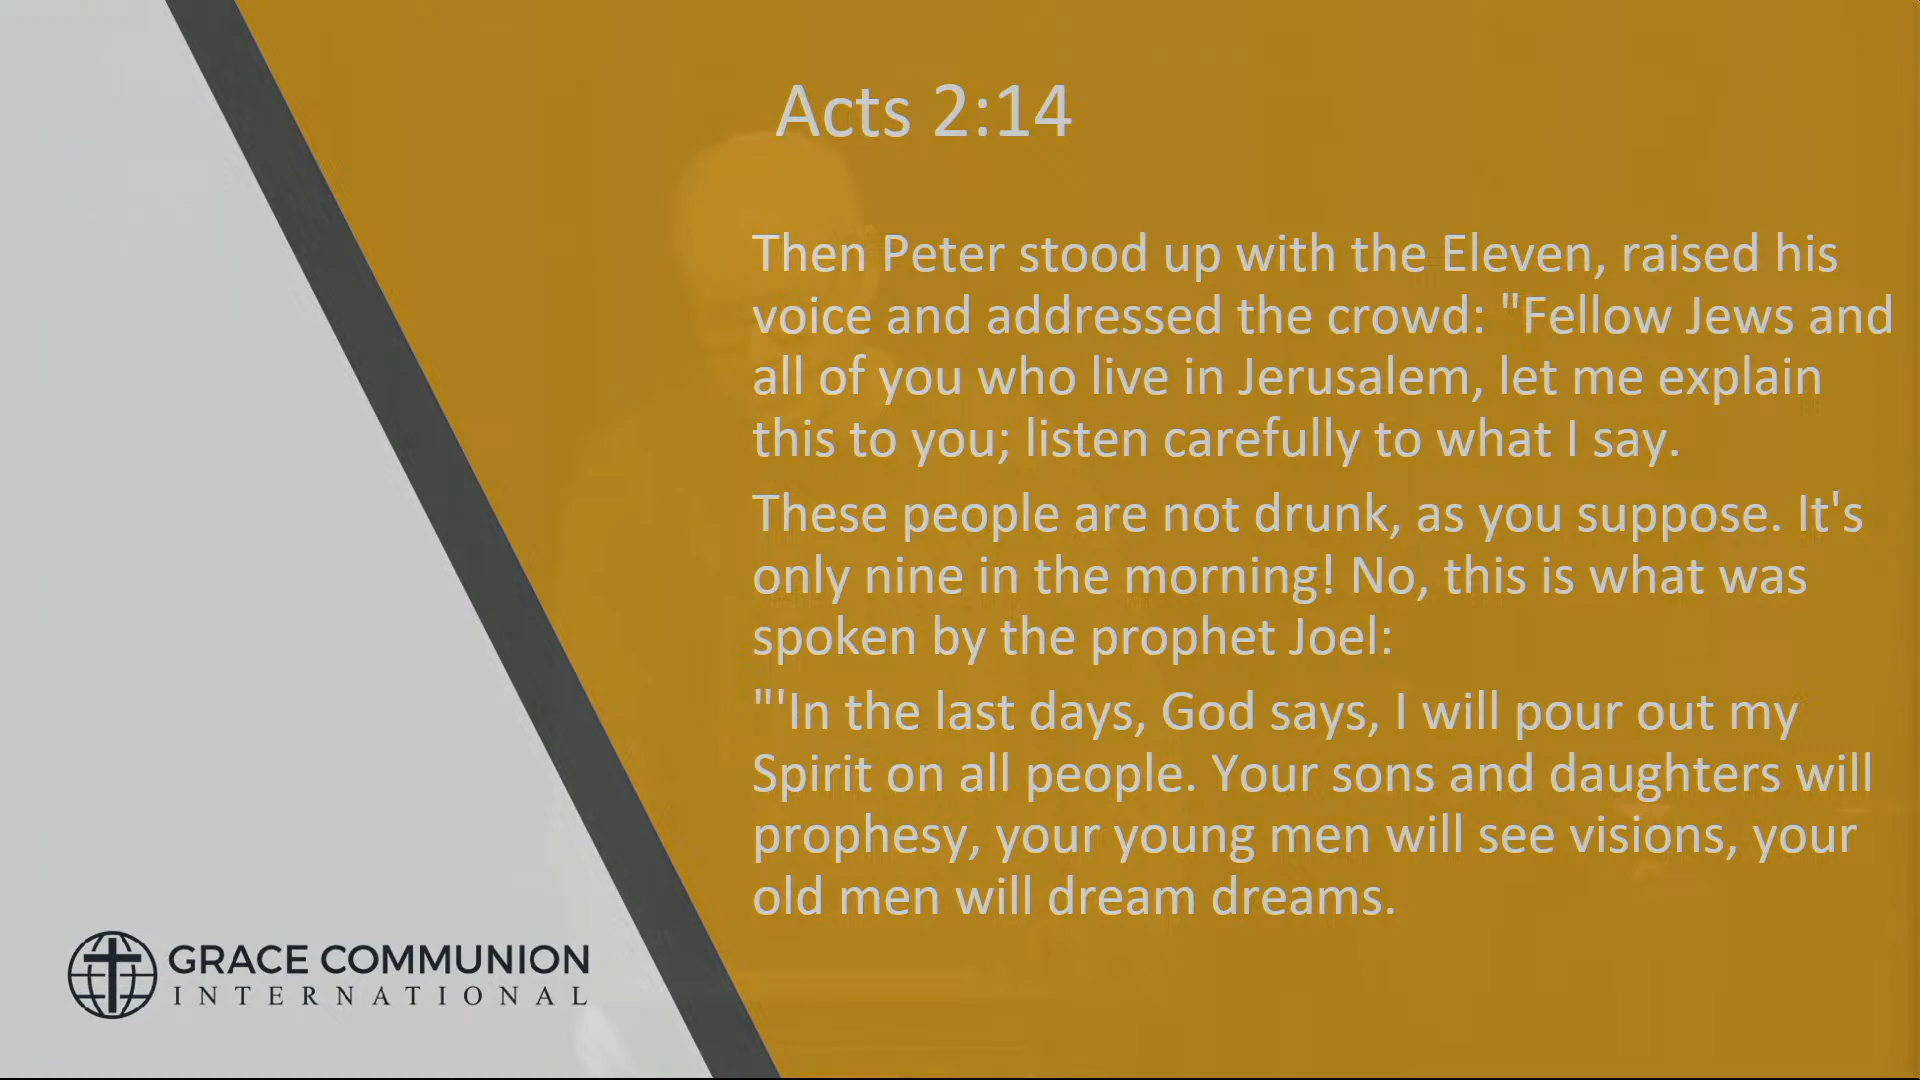 Acts 2:14
Then Peter stood up with the Eleven, raised his
voice and addressed the crowd: "Fellow Jews and
all of you who live in Jerusalem, let me explain
this to you; listen carefully to what I say.
These people are not drunk, as you suppose. It's
only nine in the morning! No, this is what was
spoken by the prophet Joel:
"'In the last days, God says, I will pour out my
Spirit on all people. Your sons and daughters will
prophesy, your young men will see visions, your
old men will dream dreams.
GRACE COMMUNION
INTERNATIONAL